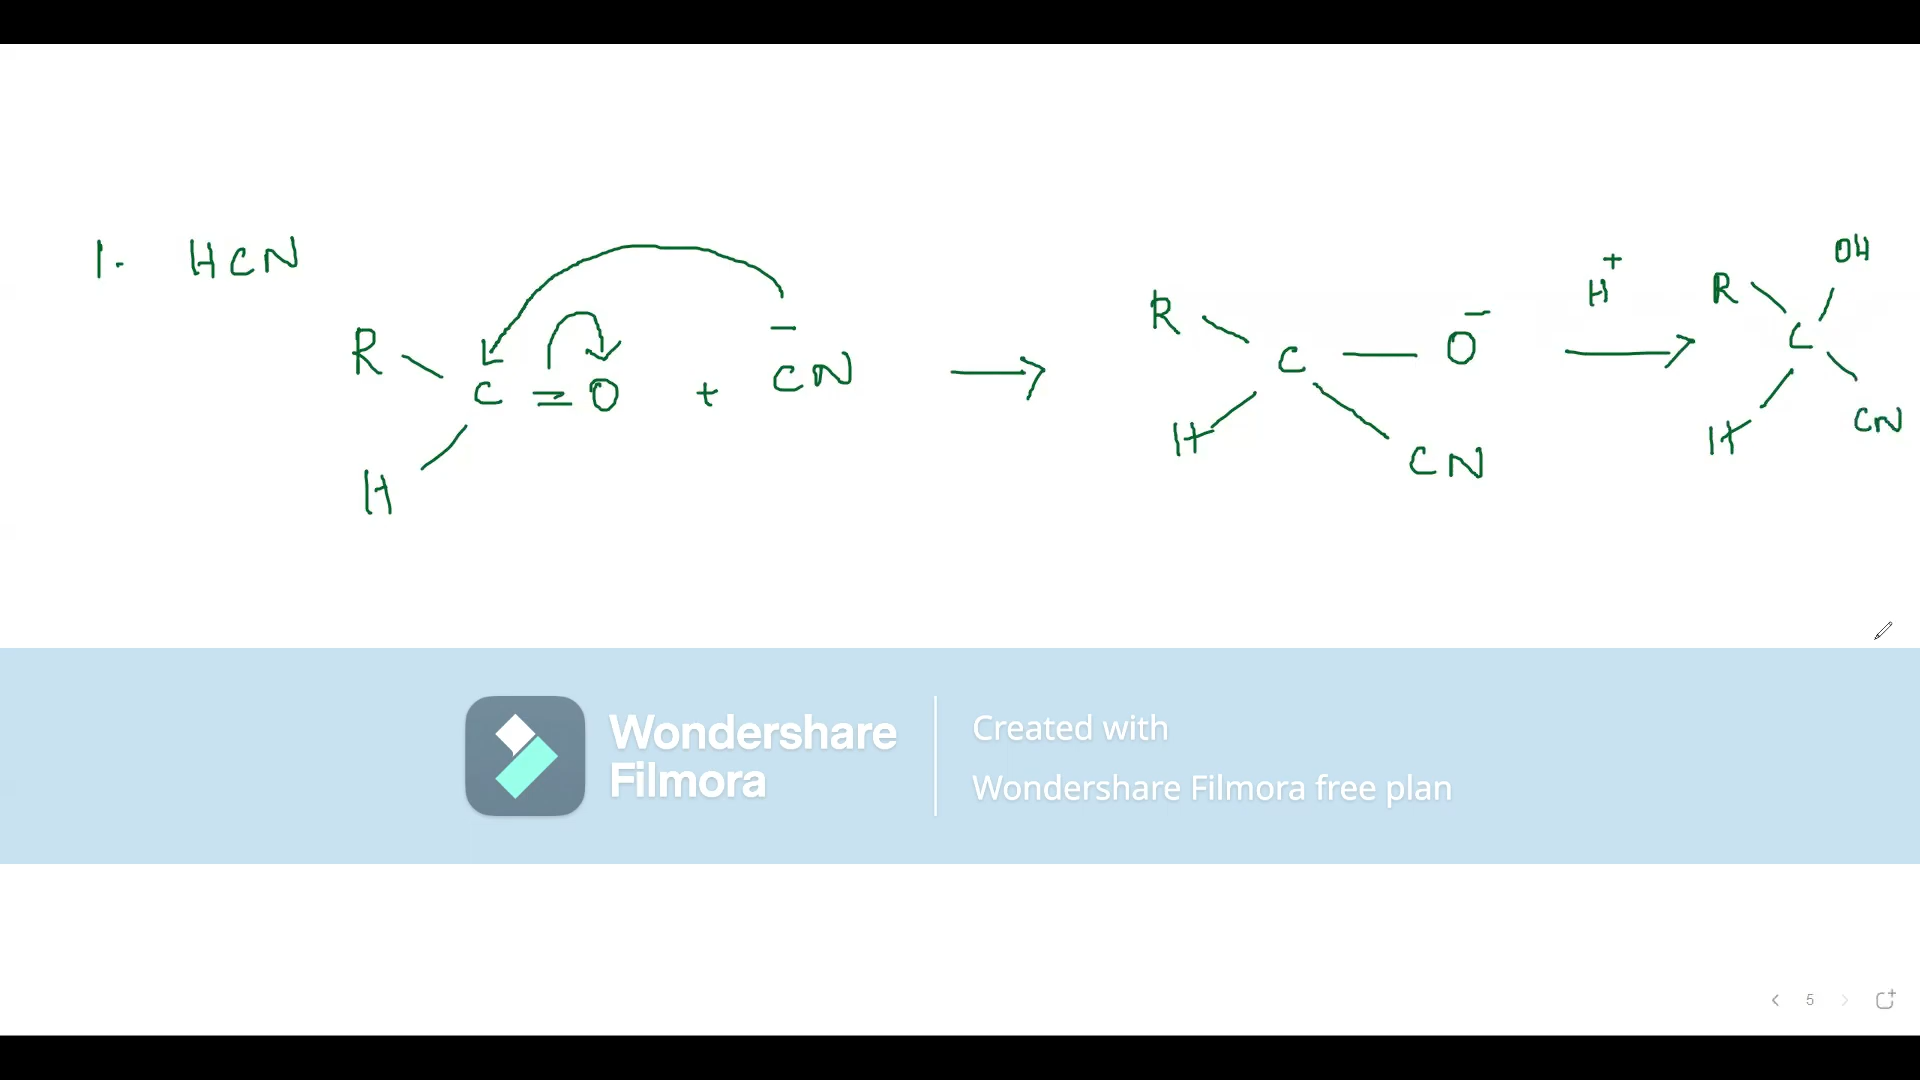 1. HCN
R
H
C = O + CN⁻ →
R
H
C — O⁻
CN
H⁺
→
R
OH
C
H
CN
Wondershare
Filmora
Created with
Wondershare Filmora free plan
5